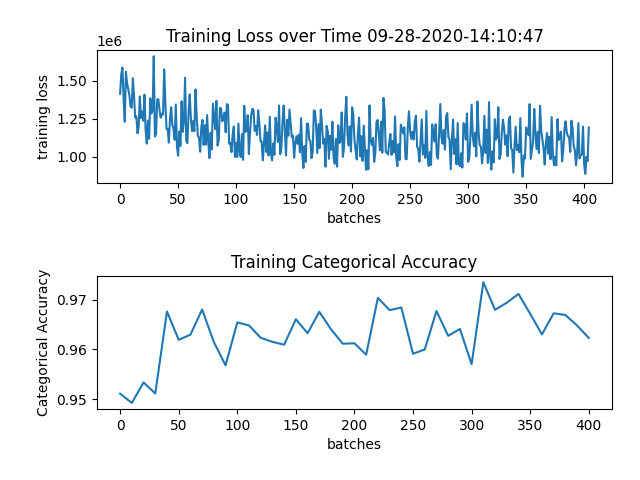 Training Loss over Time 09-28-2020-14:10:47
1e6
training loss
1.50
1.25
1.00
0 50 100 150 200 250 300 350 400
batches
Training Categorical Accuracy
Categorical Accuracy
0.97
0.96
0.95
0 50 100 150 200 250 300 350 400
batches